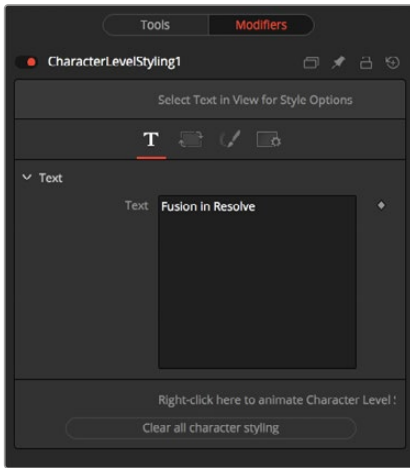 Tools
Modifiers
CharacterLevelStyling1
Select Text in View for Style Options
T
Text
Text
Fusion in Resolve
Right-click here to animate Character Level
Clear all character styling